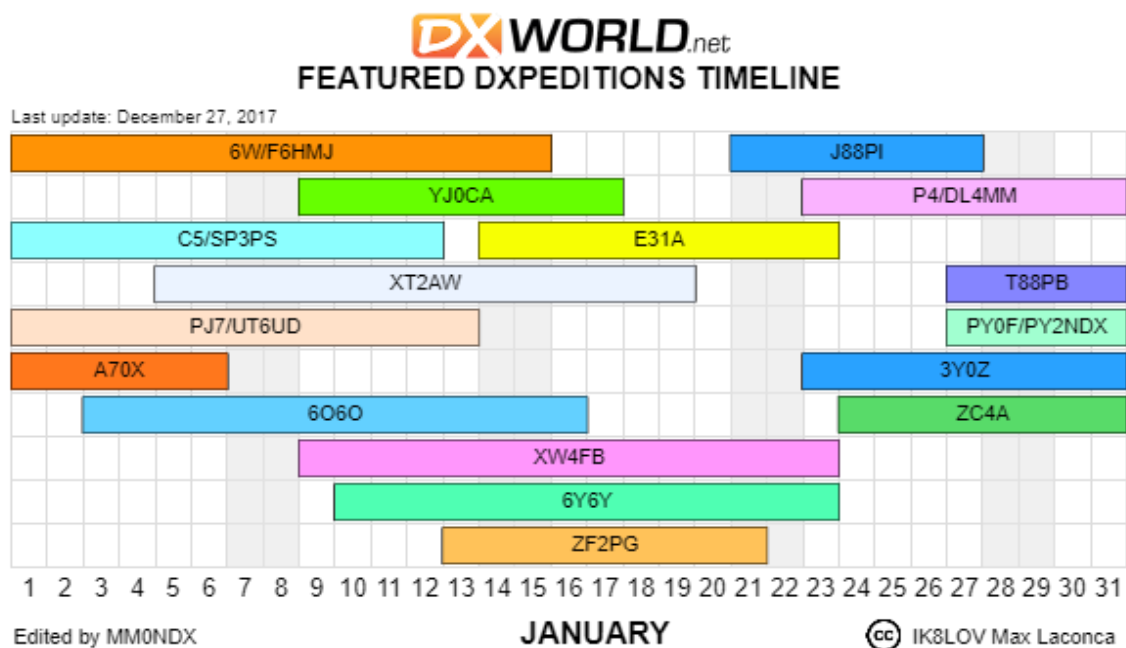 DX WORLD.net
FEATURED DXPEDITIONS TIMELINE
Last update: December 27, 2017
6W/F6HMJ J88PI
YJ0CA P4/DL4MM
C5/SP3PS E31A
XT2AW T88PB
PJ7/UT6UD PY0F/PY2NDX
A70X 3Y0Z
6O6O ZC4A
XW4FB
6Y6Y
ZF2PG
1 2 3 4 5 6 7 8 9 10 11 12 13 14 15 16 17 18 19 20 21 22 23 24 25 26 27 28 29 30 31
Edited by MM0NDX JANUARY cc IK8LOV Max Laconca